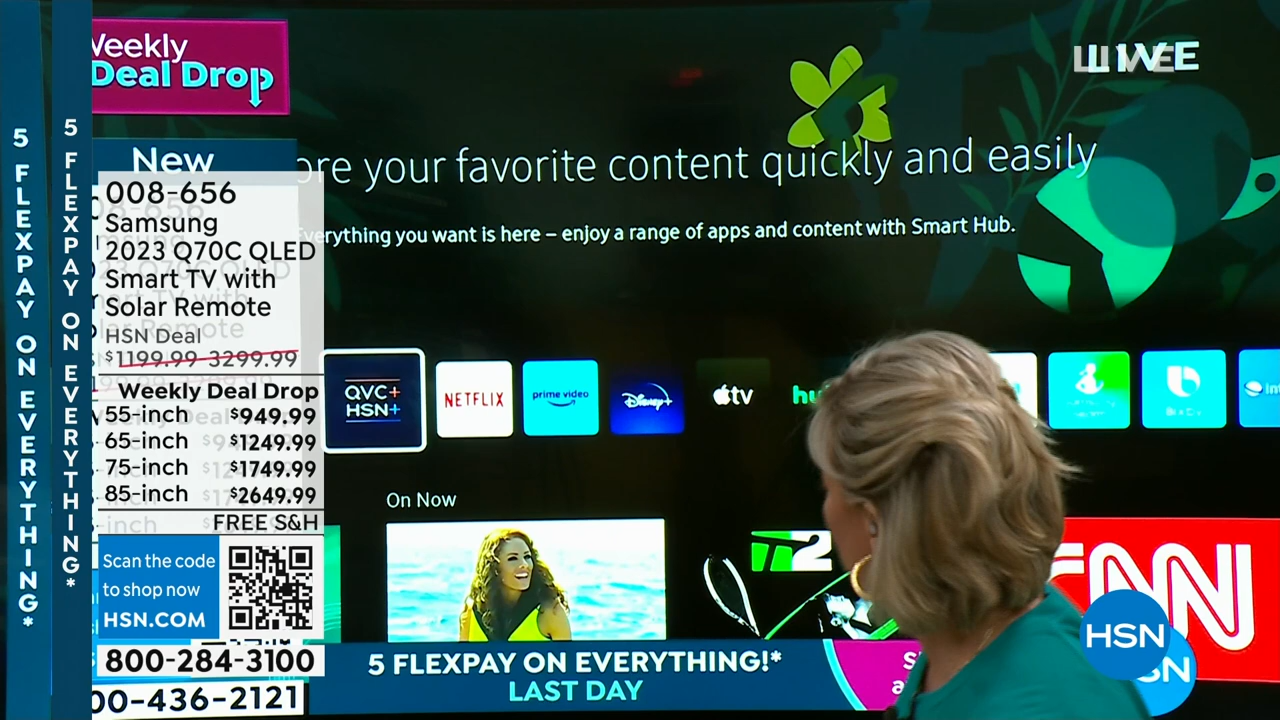 Weekly
Deal Drop
LIVE
New
008-656
Samsung
2023 Q70C QLED
Smart TV with
Solar Remote
HSN Deal
$1199.99-3299.99
Weekly Deal Drop
55-inch $949.99
65-inch $1249.99
75-inch $1749.99
85-inch $2649.99
FREE S&H
Scan the code
to shop now
HSN.COM
800-284-3100
00-436-2121
5 FLEXPAY ON EVERYTHING*
5 FLEXPAY ON EVERYTHING*
ore your favorite content quickly and easily
Everything you want is here – enjoy a range of apps and content with Smart Hub.
QVC+
HSN+
NETFLIX
prime video
Disney+
tv
On Now
T2
CNN
5 FLEXPAY ON EVERYTHING!*
LAST DAY
HSN
SN